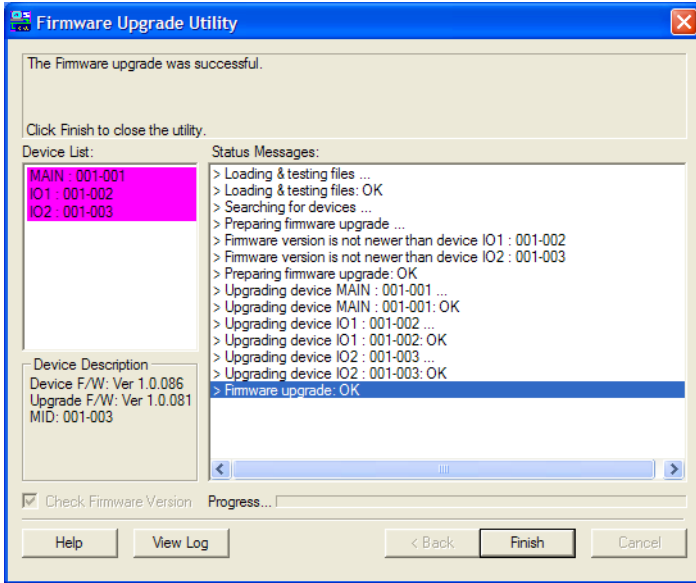 Firmware Upgrade Utility
The Firmware upgrade was successful.
Click Finish to close the utility.
Device List:
MAIN : 001-001
IO1 : 001-002
IO2 : 001-003
Status Messages:
> Loading & testing files ...
> Loading & testing files: OK
> Searching for devices ...
> Preparing firmware upgrade ...
> Firmware version is not newer than device IO1 : 001-002
> Firmware version is not newer than device IO2 : 001-003
> Preparing firmware upgrade: OK
> Upgrading device MAIN : 001-001 ...
> Upgrading device MAIN : 001-001: OK
> Upgrading device IO1 : 001-002 ...
> Upgrading device IO1 : 001-002: OK
> Upgrading device IO2 : 001-003 ...
> Upgrading device IO2 : 001-003: OK
> Firmware upgrade: OK
Device Description
Device F/W: Ver 1.0.086
Upgrade F/W: Ver 1.0.081
MID: 001-003
Check Firmware Version
Progress...
Help
View Log
< Back
Finish
Cancel